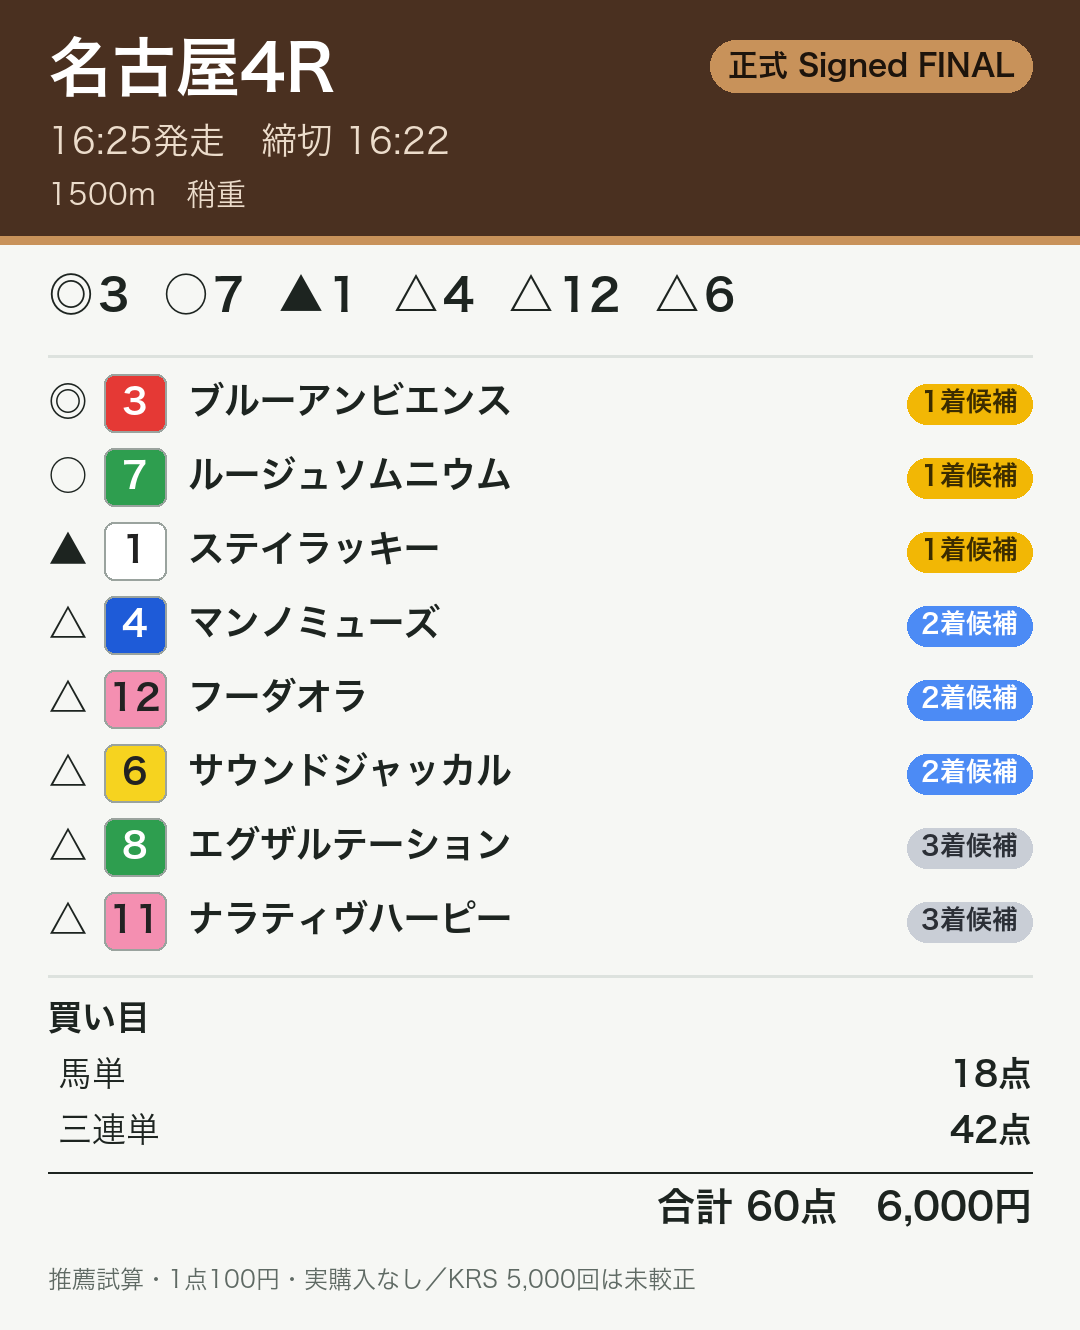 名古屋4R
正式 Signed FINAL
16:25発走　締切 16:22
1500m　稍重
◎3 ○7 ▲1 △4 △12 △6
◎ 3 ブルーアンビエンス 1着候補
○ 7 ルージュソムニウム 1着候補
▲ 1 ステイラッキー 1着候補
△ 4 マンノミューズ 2着候補
△ 12 フーダオラ 2着候補
△ 6 サウンドジャッカル 2着候補
△ 8 エグザルテーション 3着候補
△ 11 ナラティヴハーピー 3着候補
買い目
馬単 18点
三連単 42点
合計 60点　6,000円
推薦試算・1点100円・実購入なし／KRS 5,000回は未較正